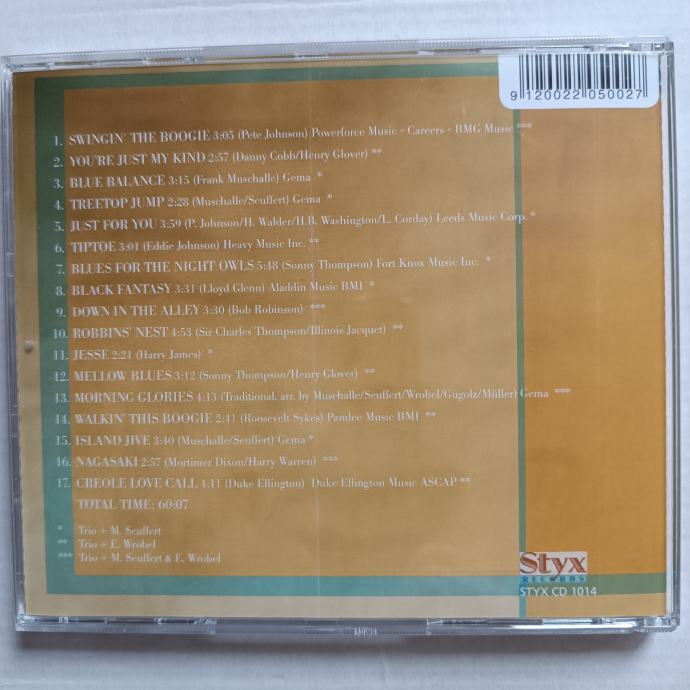 9 120022 050027
1. SWINGIN' THE BOOGIE 3:05 (Pete Johnson) Powerforce Music - Careers - BMG Music ***
2. YOU'RE JUST MY KIND 2:57 (Danny Cobb/Henry Glover) **
3. BLUE BALANCE 3:15 (Frank Muschalle) Gema *
4. TREETOP JUMP 2:28 (Muschalle/Seuffert) Gema *
5. JUST FOR YOU 3:59 (P. Johnson/H. Walder/H.B. Washington/L. Corday) Leeds Music Corp. *
6. TIPTOE 3:01 (Eddie Johnson) Heavy Music Inc. **
7. BLUES FOR THE NIGHT OWLS 5:48 (Sonny Thompson) Fort Knox Music Inc. *
8. BLACK FANTASY 3:31 (Lloyd Glenn) Aladdin Music BMI *
9. DOWN IN THE ALLEY 3:30 (Bob Robinson) ***
10. ROBBINS' NEST 4:53 (Sir Charles Thompson/Illinois Jacquet) **
11. JESSE 2:21 (Harry James) *
12. MELLOW BLUES 3:12 (Sonny Thompson/Henry Glover) **
13. MORNING GLORIES 4:13 (Traditional, arr. by Muschalle/Seuffert/Wrobel/Gugolz/Müller) Gema ***
14. WALKIN' THIS BOOGIE 2:41 (Roosevelt Sykes) Pamlee Music BMI **
15. ISLAND JIVE 3:40 (Muschalle/Seuffert) Gema *
16. NAGASAKI 2:57 (Mortimer Dixon/Harry Warren) ***
17. CREOLE LOVE CALL 4:11 (Duke Ellington) Duke Ellington Music ASCAP **
TOTAL TIME: 60:07
* Trio + M. Seuffert
** Trio + E. Wrobel
*** Trio + M. Seuffert & E. Wrobel
Styx
RECORDS
STYX CD 1014